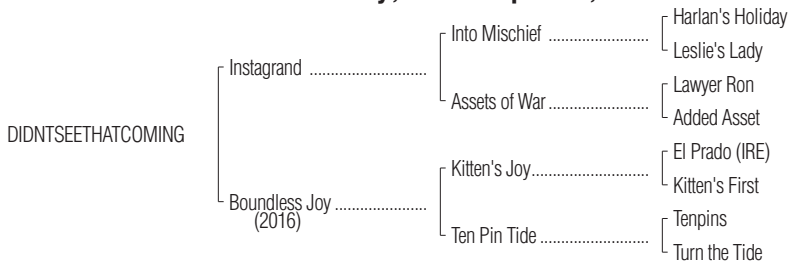 Harlan's Holiday
Into Mischief ......................
Leslie's Lady
Instagrand ..........................
Lawyer Ron
Assets of War ......................
Added Asset
DIDNTSEETHATCOMING
El Prado (IRE)
Kitten's Joy..........................
Kitten's First
Boundless Joy ....................
(2016)
Tenpins
Ten Pin Tide ........................
Turn the Tide